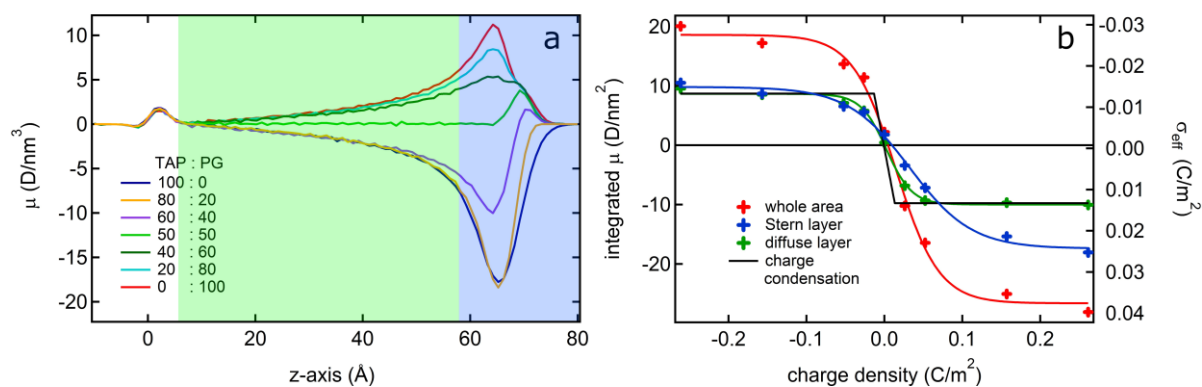 a
μ (D/nm³)
10
5
0
-5
-10
-15
-20
TAP : PG
100 : 0
80 : 20
60 : 40
50 : 50
40 : 60
20 : 80
0 : 100
0 20 40 60 80
z-axis (Å)
b
integrated μ (D/nm²)
20
10
0
-10
-20
whole area
Stern layer
diffuse layer
charge
condensation
-0.03
-0.02
-0.01
0.00
0.01
0.02
0.03
0.04
σeff
(C/m²)
-0.2 -0.1 0.0 0.1 0.2
charge density (C/m²)